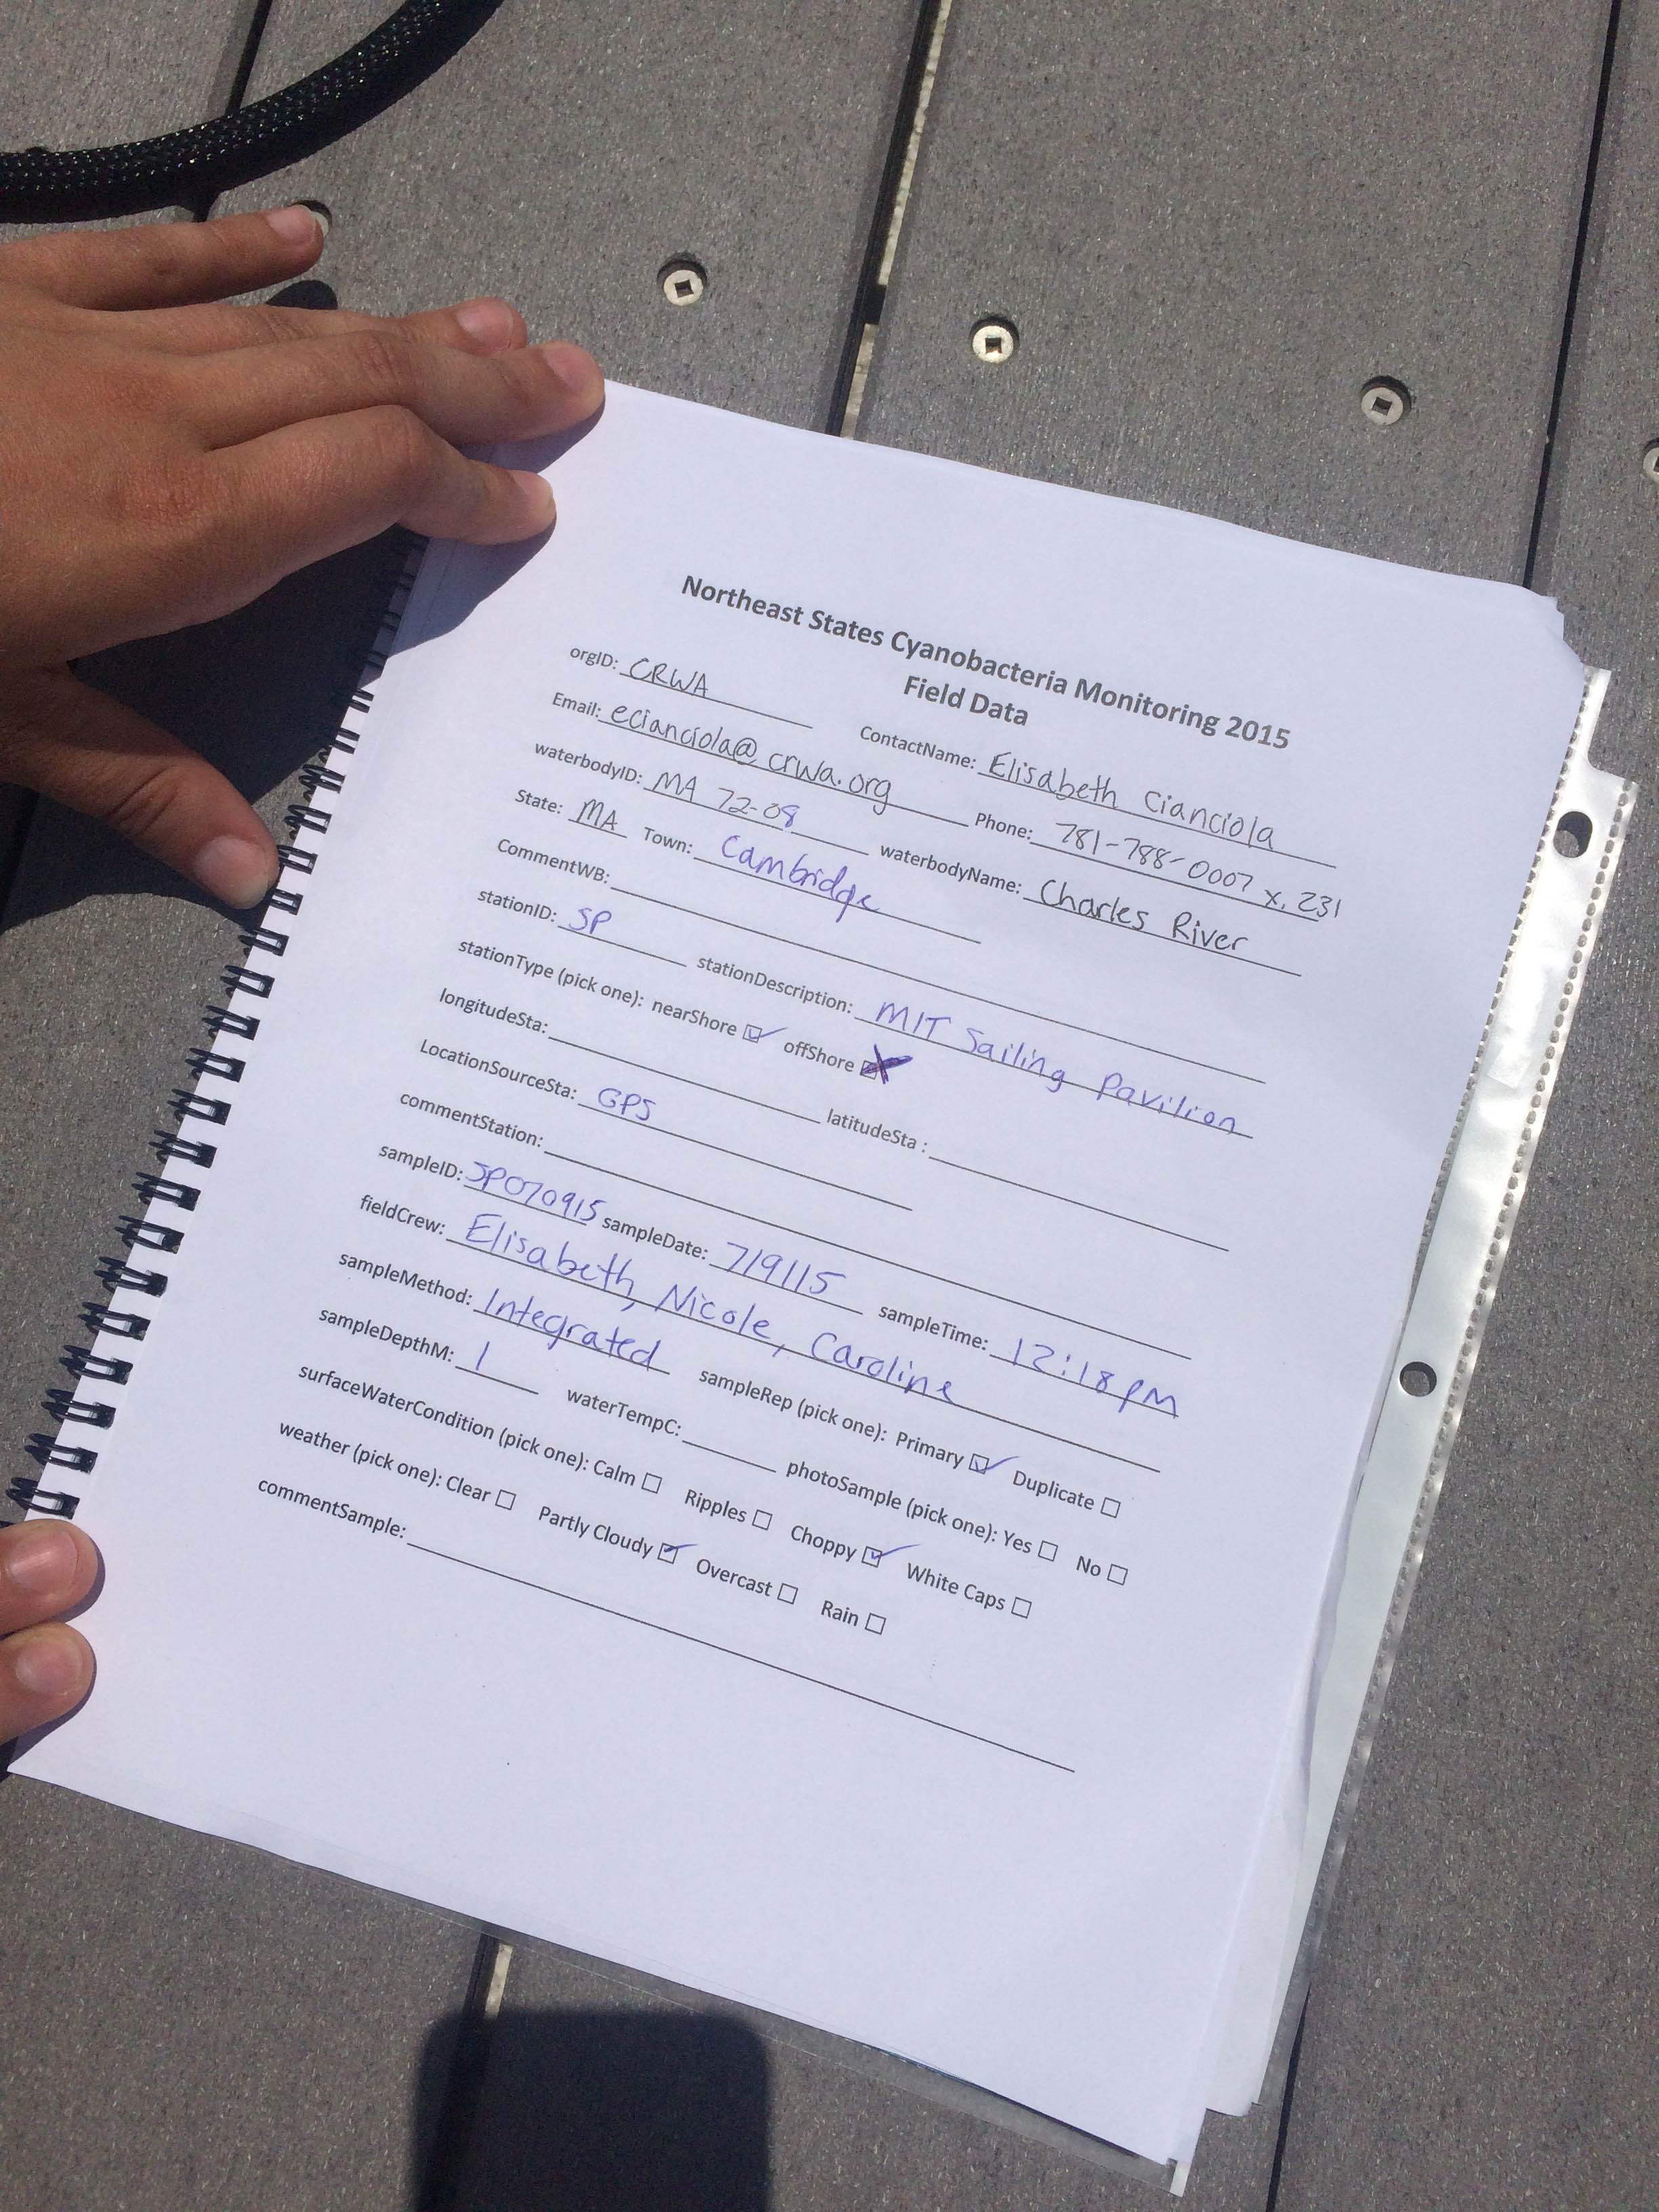 Northeast States Cyanobacteria Monitoring 2015
Field Data
orgID: CRWA ContactName: Elisabeth Cianciola
Email: ecianciola@crwa.org Phone: 781-788-0007 x. 231
waterbodyID: MA 72-08 waterbodyName: Charles River
State: MA Town: Cambridge
CommentWB:
stationID: SP stationDescription: MIT Sailing Pavilion
stationType (pick one): nearShore ☑ offShore ☒
longitudeSta: latitudeSta :
LocationSourceSta: GPS
commentStation:
sampleID: SP070915 sampleDate: 7/9/15 sampleTime: 12:18 PM
fieldCrew: Elisabeth, Nicole, Caroline
sampleMethod: Integrated sampleRep (pick one): Primary ☑ Duplicate ☐
sampleDepthM: 1 waterTempC: photoSample (pick one): Yes ☐ No ☐
surfaceWaterCondition (pick one): Calm ☐ Ripples ☐ Choppy ☑ White Caps ☐
weather (pick one): Clear ☐ Partly Cloudy ☑ Overcast ☐ Rain ☐
commentSample: